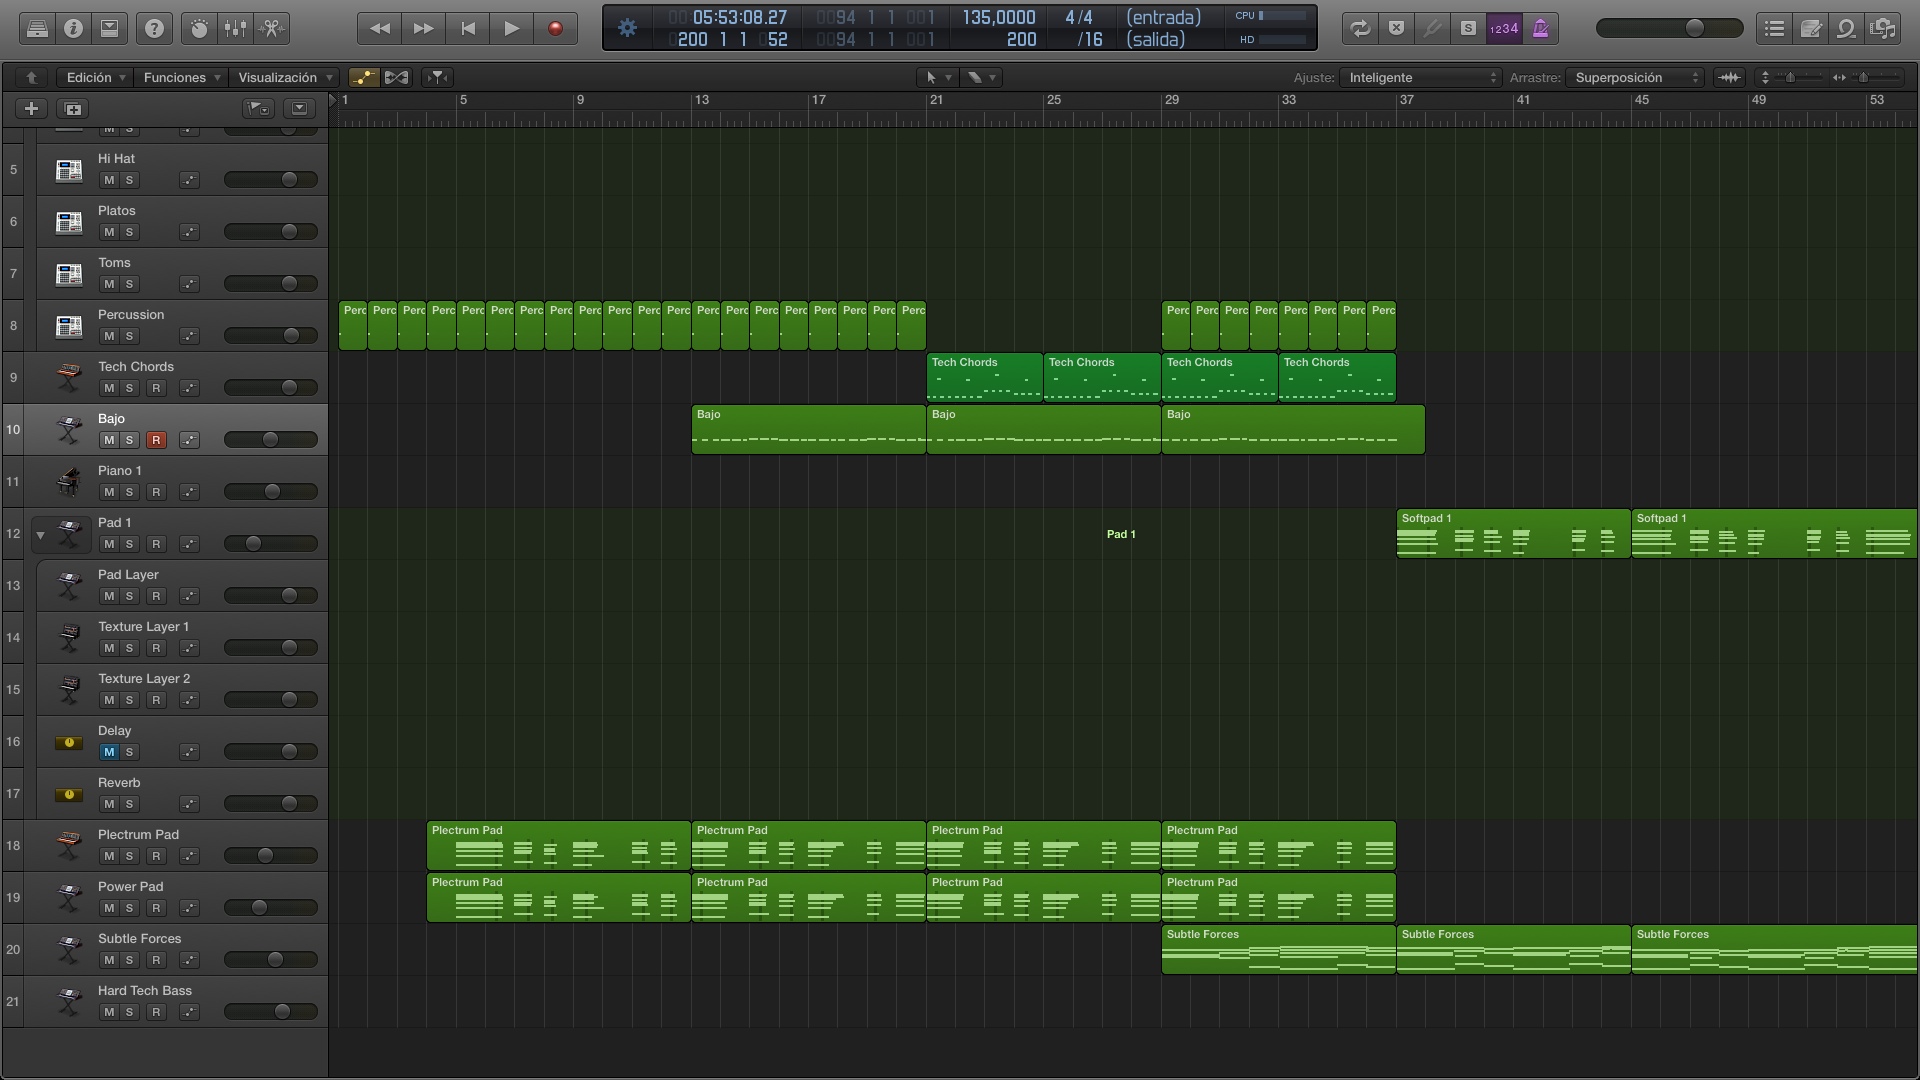 05:53:08.27 0094 1 1 001 135,0000 4/4 (entrada) CPU
200 1 1 52 0094 1 1 001 200 /16 (salida) HD
S 1234
Edición Funciones Visualización Ajuste: Inteligente Arrastre: Superposición
1 5 9 13 17 21 25 29 33 37 41 45 49 53
M S
5 Hi Hat
M S
6 Platos
M S
7 Toms
M S
8 Percussion
M S
Perc Perc Perc Perc Perc Perc Perc Perc Perc Perc Perc Perc Perc Perc Perc Perc Perc Perc Perc Perc Perc Perc Perc Perc Perc Perc Perc Perc
9 Tech Chords
M S R
Tech Chords Tech Chords Tech Chords Tech Chords
10 Bajo
M S R
Bajo Bajo Bajo
11 Piano 1
M S R
12 Pad 1
M S R
Pad 1
Softpad 1 Softpad 1
13 Pad Layer
M S R
14 Texture Layer 1
M S R
15 Texture Layer 2
M S R
16 Delay
M S
17 Reverb
M S
18 Plectrum Pad
M S R
Plectrum Pad Plectrum Pad Plectrum Pad Plectrum Pad
19 Power Pad
M S R
Plectrum Pad Plectrum Pad Plectrum Pad Plectrum Pad
20 Subtle Forces
M S R
Subtle Forces Subtle Forces Subtle Forces
21 Hard Tech Bass
M S R